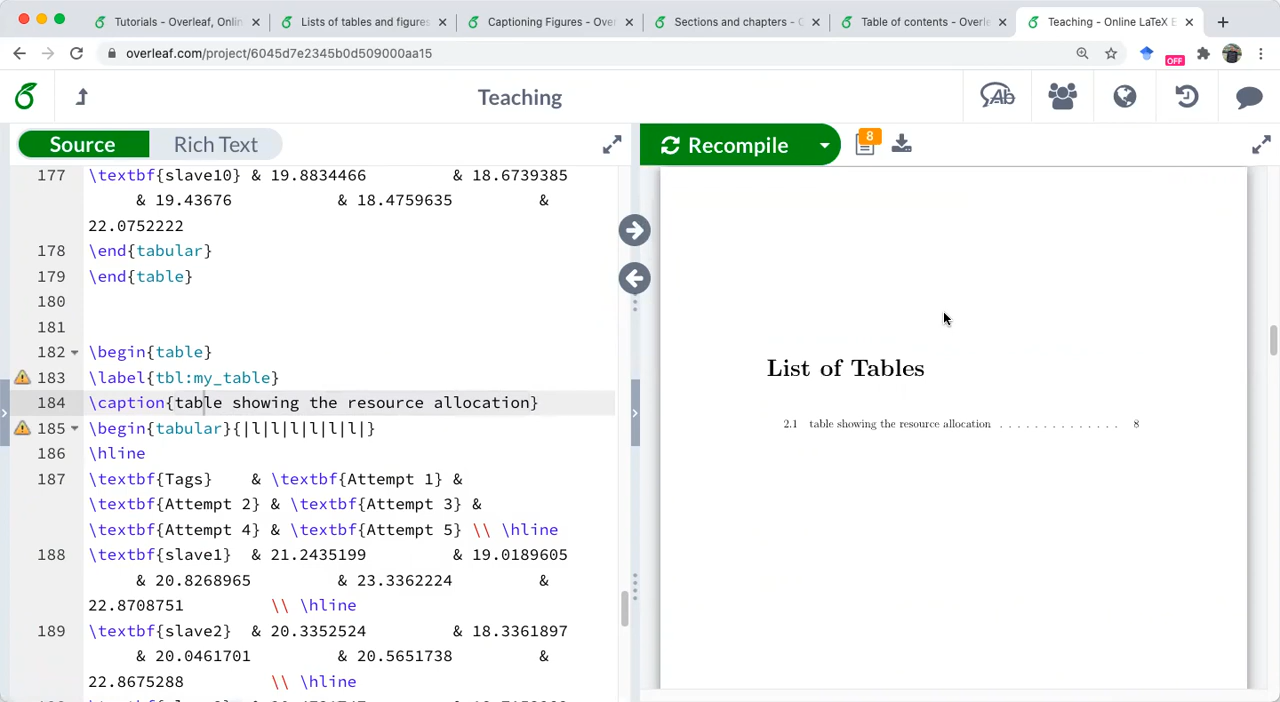 Tutorials - Overleaf, Onlin
Lists of tables and figures
Captioning Figures - Ove
Sections and chapters - O
Table of contents - Overle
Teaching - Online LaTeX E
overleaf.com/project/6045d7e2345b0d509000aa15
OFF
Teaching
Source
Rich Text
Recompile
8
177 \textbf{slave10} & 19.8834466 & 18.6739385
& 19.43676 & 18.4759635 &
22.0752222
178 \end{tabular}
179 \end{table}
180
181
182 \begin{table}
183 \label{tbl:my_table}
184 \caption{table showing the resource allocation}
185 \begin{tabular}{|l|l|l|l|l|l|}
186 \hline
187 \textbf{Tags} & \textbf{Attempt 1} &
\textbf{Attempt 2} & \textbf{Attempt 3} &
\textbf{Attempt 4} & \textbf{Attempt 5} \\ \hline
188 \textbf{slave1} & 21.2435199 & 19.0189605
& 20.8268965 & 23.3362224 &
22.8708751 \\ \hline
189 \textbf{slave2} & 20.3352524 & 18.3361897
& 20.0461701 & 20.5651738 &
22.8675288 \\ \hline
List of Tables
2.1 table showing the resource allocation . . . . . . . . . . . . . . 8